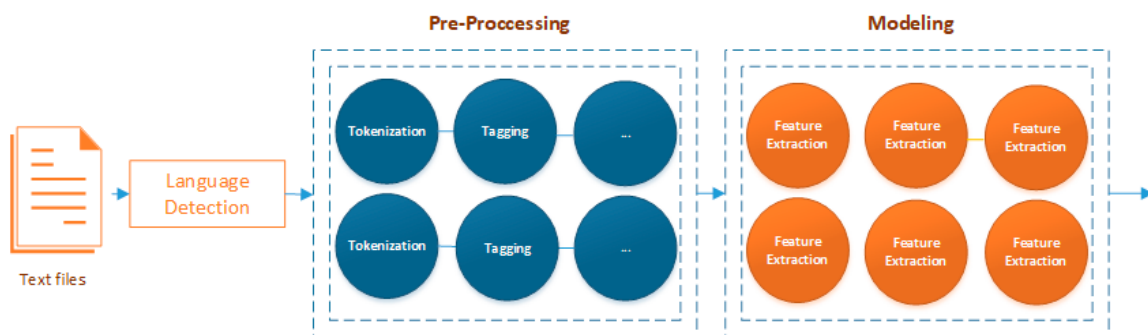 Pre-Proccessing
Modeling
Text files
Language
Detection
Tokenization
Tagging
...
Tokenization
Tagging
...
Feature
Extraction
Feature
Extraction
Feature
Extraction
Feature
Extraction
Feature
Extraction
Feature
Extraction